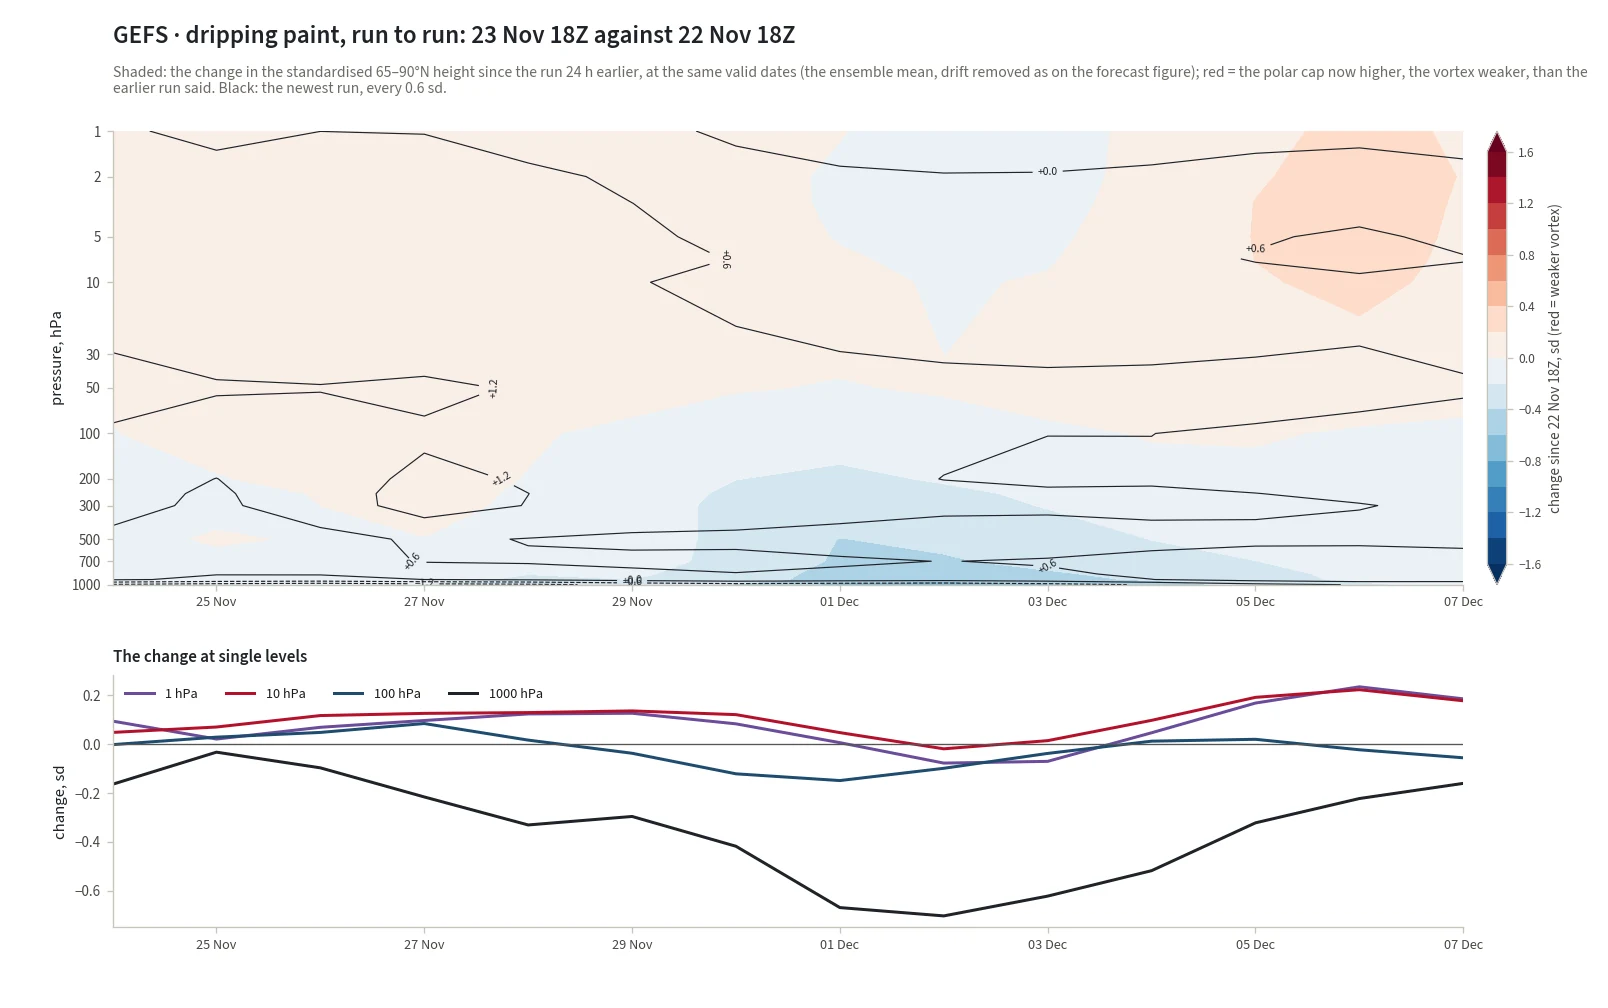 GEFS · dripping paint, run to run: 23 Nov 18Z against 22 Nov 18Z
Shaded: the change in the standardised 65–90°N height since the run 24 h earlier, at the same valid dates (the ensemble mean, drift removed as on the forecast figure); red = the polar cap now higher, the vortex weaker, than the
earlier run said. Black: the newest run, every 0.6 sd.
pressure, hPa
1
2
5
10
30
50
100
200
300
500
700
1000
+0.0
+0.6
+0.6
+1.2
+1.2
+0.6
+0.6
25 Nov
27 Nov
29 Nov
01 Dec
03 Dec
05 Dec
07 Dec
1.6
1.2
0.8
0.4
0.0
−0.4
−0.8
−1.2
−1.6
change since 22 Nov 18Z, sd (red = weaker vortex)
The change at single levels
1 hPa
10 hPa
100 hPa
1000 hPa
change, sd
0.2
0.0
−0.2
−0.4
−0.6
25 Nov
27 Nov
29 Nov
01 Dec
03 Dec
05 Dec
07 Dec